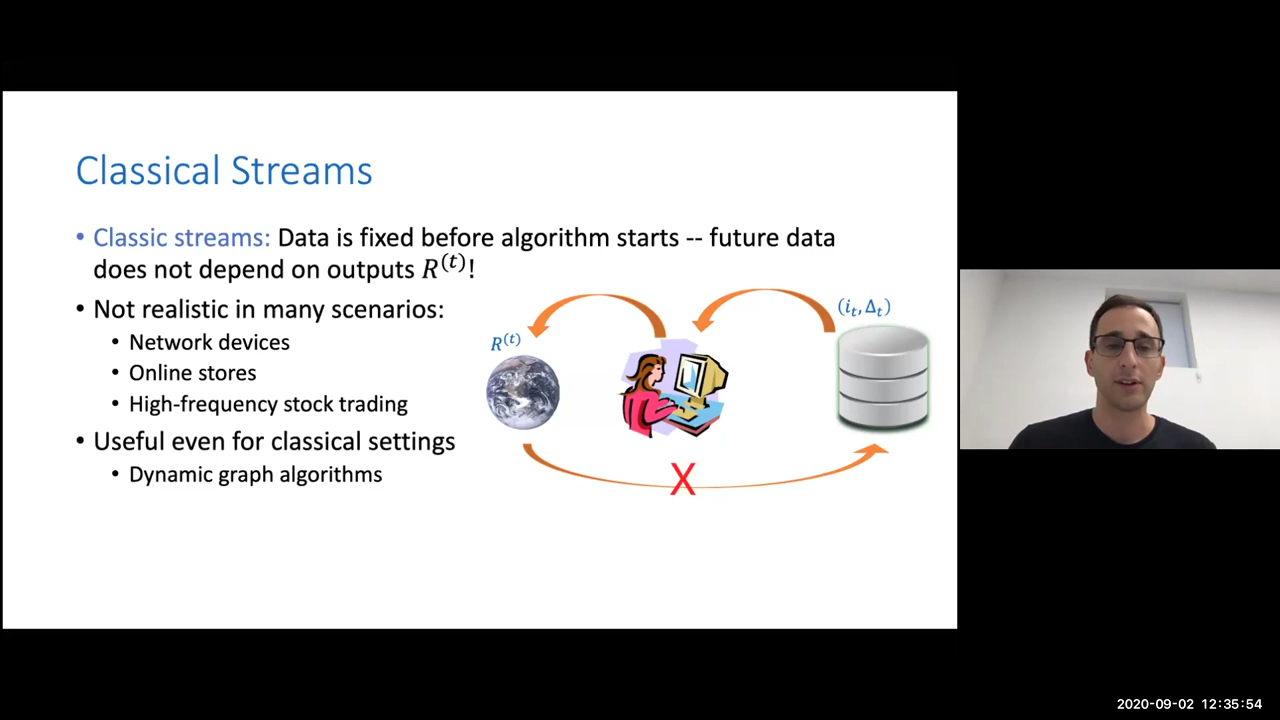 Classical Streams
• Classic streams: Data is fixed before algorithm starts -- future data
does not depend on outputs R^(t)!
• Not realistic in many scenarios:
• Network devices
• Online stores
• High-frequency stock trading
• Useful even for classical settings
• Dynamic graph algorithms
R^(t)
(i_t, Δ_t)
X
2020-09-02 12:35:54